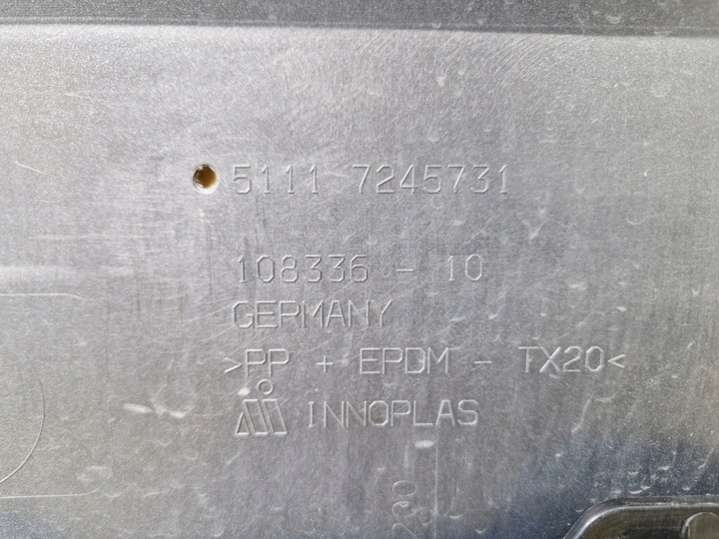 5111 7245731
108336 - 10
GERMANY
>PP + EPDM - TX20<
INNOPLAS